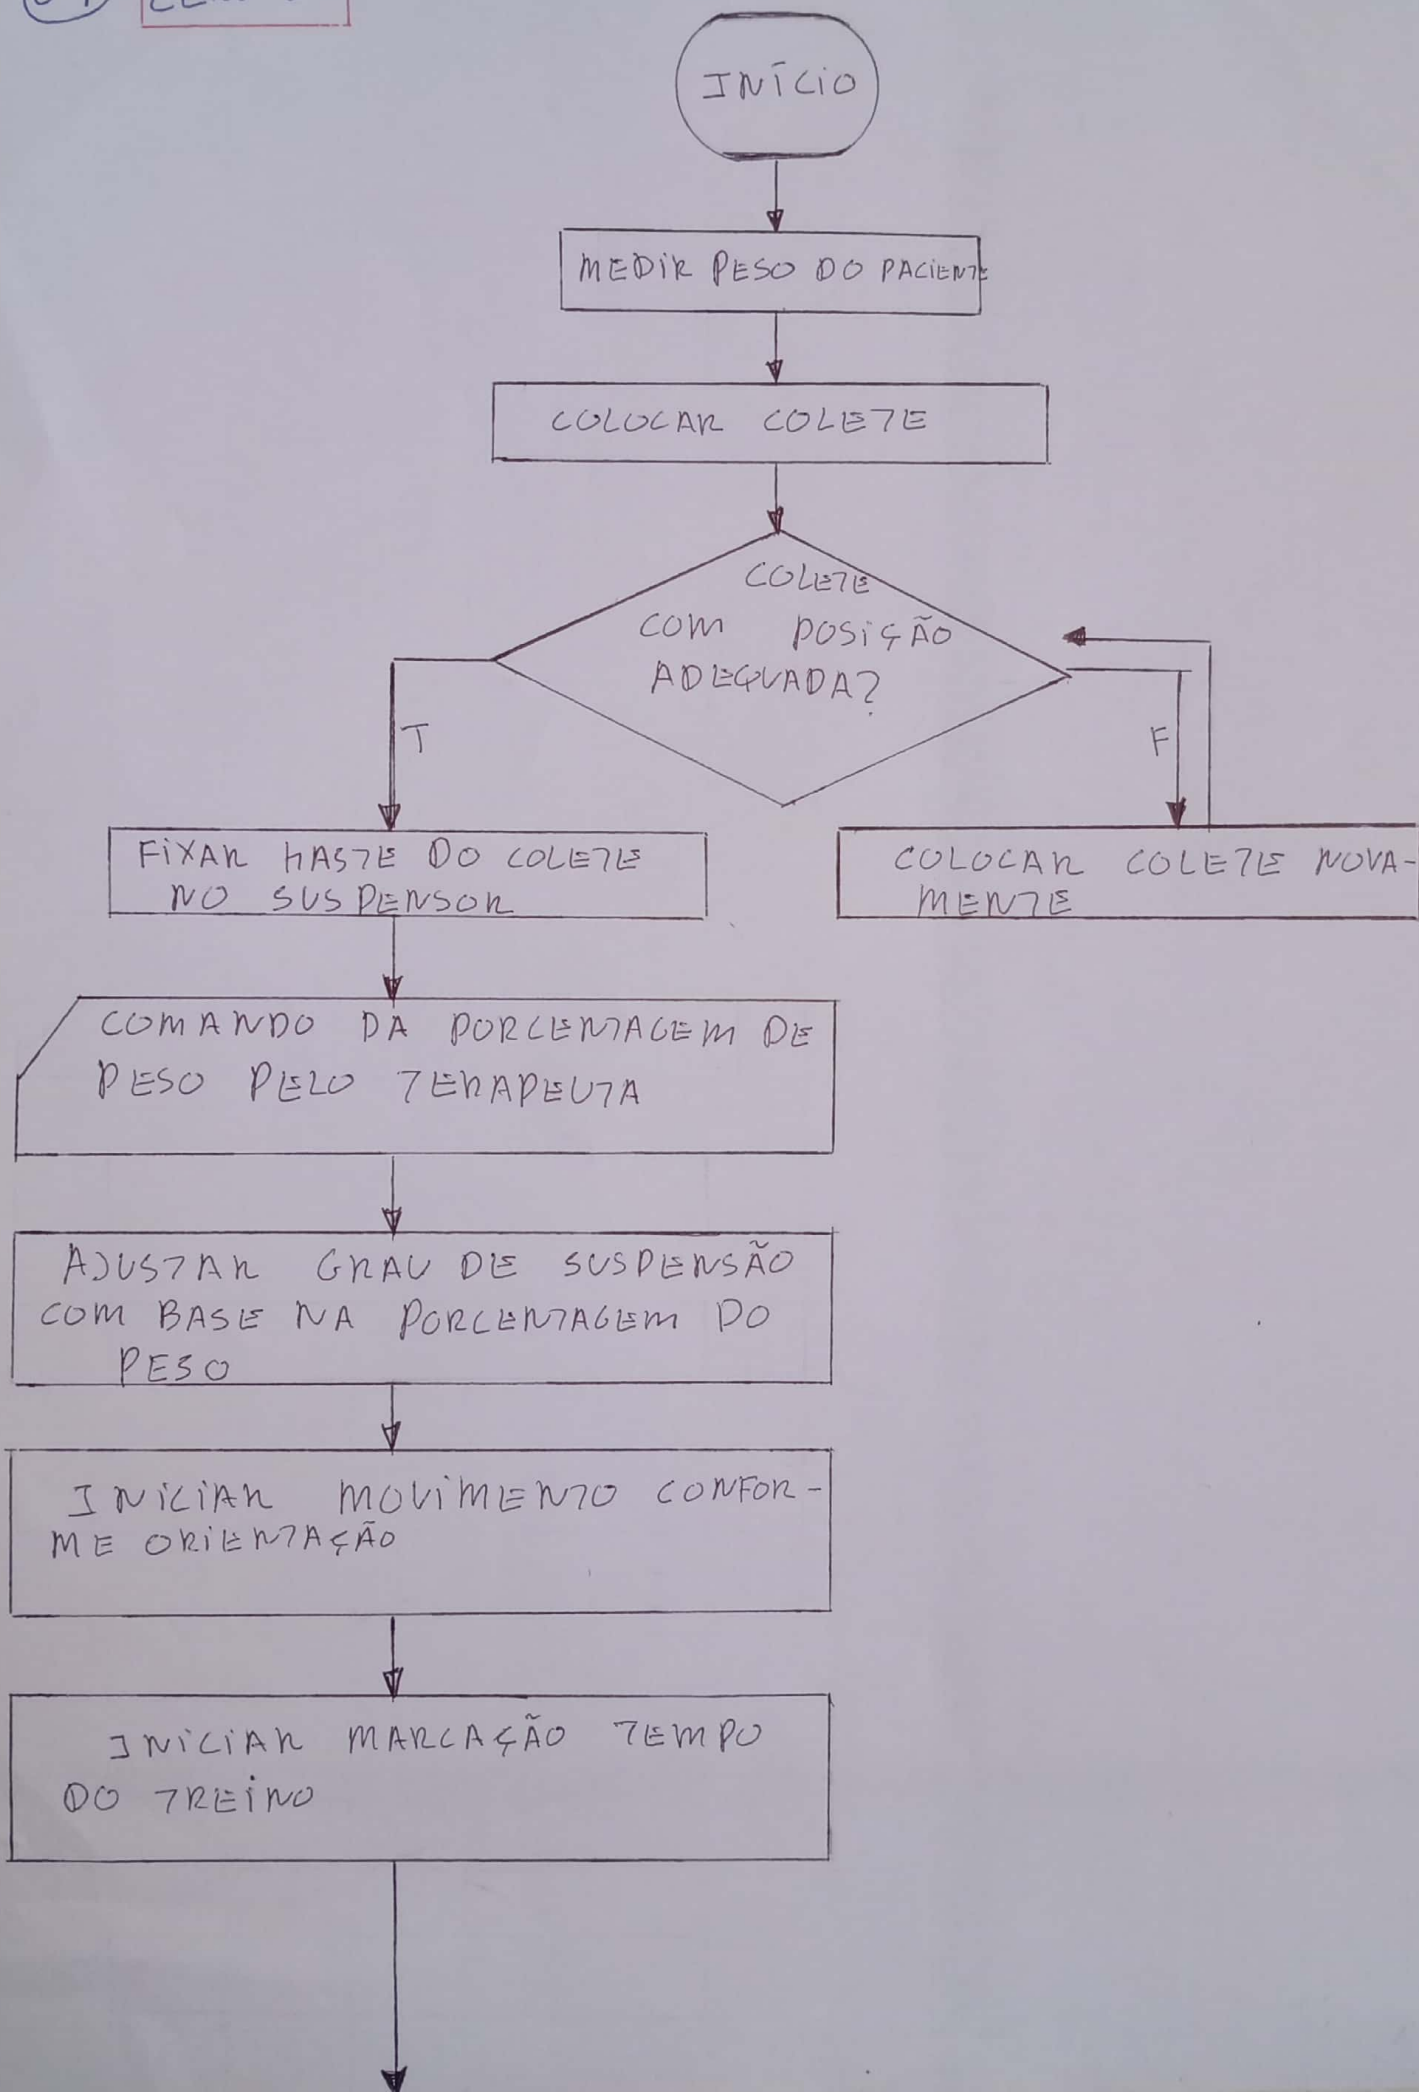 INÍCIO
MEDIR PESO DO PACIENTE
COLOCAR COLETE
COLETE
COM POSIÇÃO
ADEQUADA?
T
F
FIXAR HASTE DO COLETE
NO SUSPENSOR
COLOCAR COLETE NOVA-
MENTE
COMANDO DA PORCENTAGEM DE
PESO PELO TERAPEUTA
AJUSTAR GRAU DE SUSPENSÃO
COM BASE NA PORCENTAGEM DO
PESO
INICIAR MOVIMENTO CONFOR-
ME ORIENTAÇÃO
INICIAR MARCAÇÃO TEMPO
DO TREINO